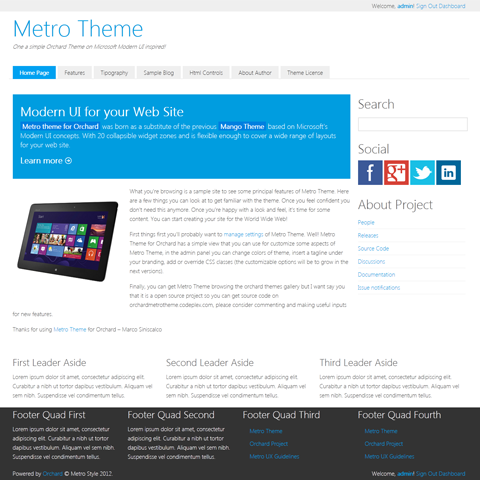 Welcome, admin! Sign Out Dashboard
Metro Theme
One a simple Orchard Theme on Microsoft Modern UI inspired!
Home Page Features Tipography Sample Blog Html Controls About Author Theme License
Modern UI for your Web Site
Metro theme for Orchard was born as a substitute of the previous Mango Theme based on Microsoft's
Modern UI concepts. With 20 collapsible widget zones and is flexible enough to cover a wide range of layouts
for your web site.
Learn more
Search
Social
About Project
People
Releases
Source Code
Discussions
Documentation
Issue notifications
What you're browsing is a sample site to see some principal features of Metro Theme. Here
are a few things you can look at to get familiar with the theme. Once you feel confident you
don't need this anymore. Once you're happy with a look and feel, it's time for some
content. You can start creating your site for the World Wide Web!
First things first you'll probably want to manage settings of Metro Theme. Well! Metro
Theme for Orchard has a simple view that you can use for customize some aspects of
Metro Theme, in the admin panel you can change colors of theme, insert a tagline under
your branding, add or override CSS classes (the customizable options will be to grow in the
next versions).
Finally, you can get Metro Theme browsing the orchard themes gallery but I want say you
that it is a open source project so you can get source code on
orchardmetrotheme.codeplex.com, please consider commenting and making useful inputs
for new features.
Thanks for using Metro Theme for Orchard – Marco Siniscalco
First Leader Aside
Lorem ipsum dolor sit amet, consectetur adipiscing elit.
Curabitur a nibh ut tortor dapibus vestibulum. Aliquam vel
sem nibh. Suspendisse vel condimentum tellus.
Second Leader Aside
Lorem ipsum dolor sit amet, consectetur adipiscing elit.
Curabitur a nibh ut tortor dapibus vestibulum. Aliquam vel
sem nibh. Suspendisse vel condimentum tellus.
Third Leader Aside
Lorem ipsum dolor sit amet, consectetur adipiscing elit.
Curabitur a nibh ut tortor dapibus vestibulum. Aliquam vel
sem nibh. Suspendisse vel condimentum tellus.
Footer Quad First
Lorem ipsum dolor sit amet,
consectetur adipiscing elit.
Curabitur a nibh ut tortor dapibus
vestibulum. Aliquam vel sem nibh.
Suspendisse vel condimentum tellus.
Footer Quad Second
Lorem ipsum dolor sit amet,
consectetur adipiscing elit.
Curabitur a nibh ut tortor dapibus
vestibulum. Aliquam vel sem nibh.
Suspendisse vel condimentum tellus.
Footer Quad Third
Metro Theme
Orchard Project
Metro UX Guidelines
Footer Quad Fourth
Metro Theme
Orchard Project
Metro UX Guidelines
Powered by Orchard © Metro Style 2012.
Welcome, admin! Sign Out Dashboard